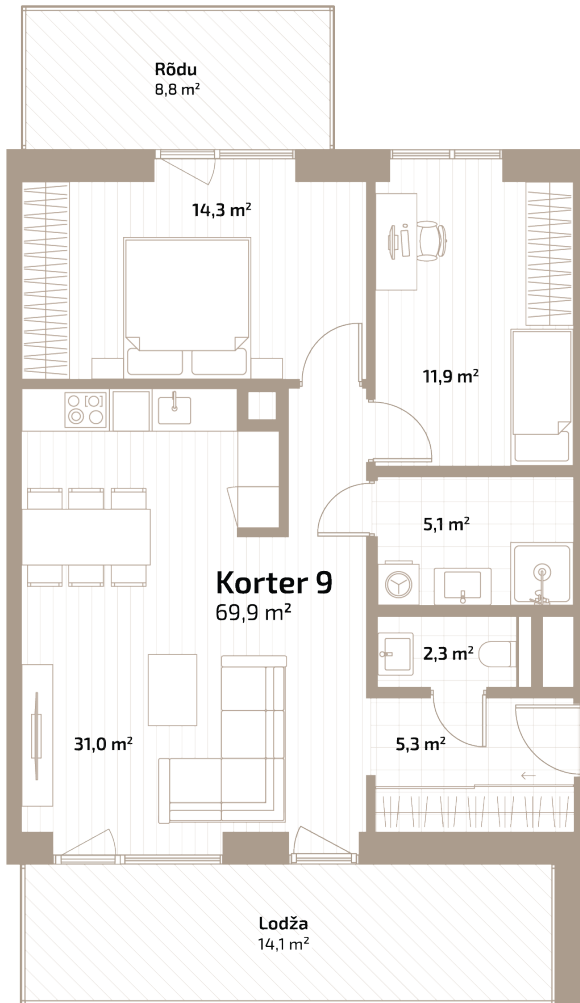 Rõdu
8,8 m²
14,3 m²
11,9 m²
5,1 m²
Korter 9
69,9 m²
2,3 m²
31,0 m²
5,3 m²
Lodža
14,1 m²